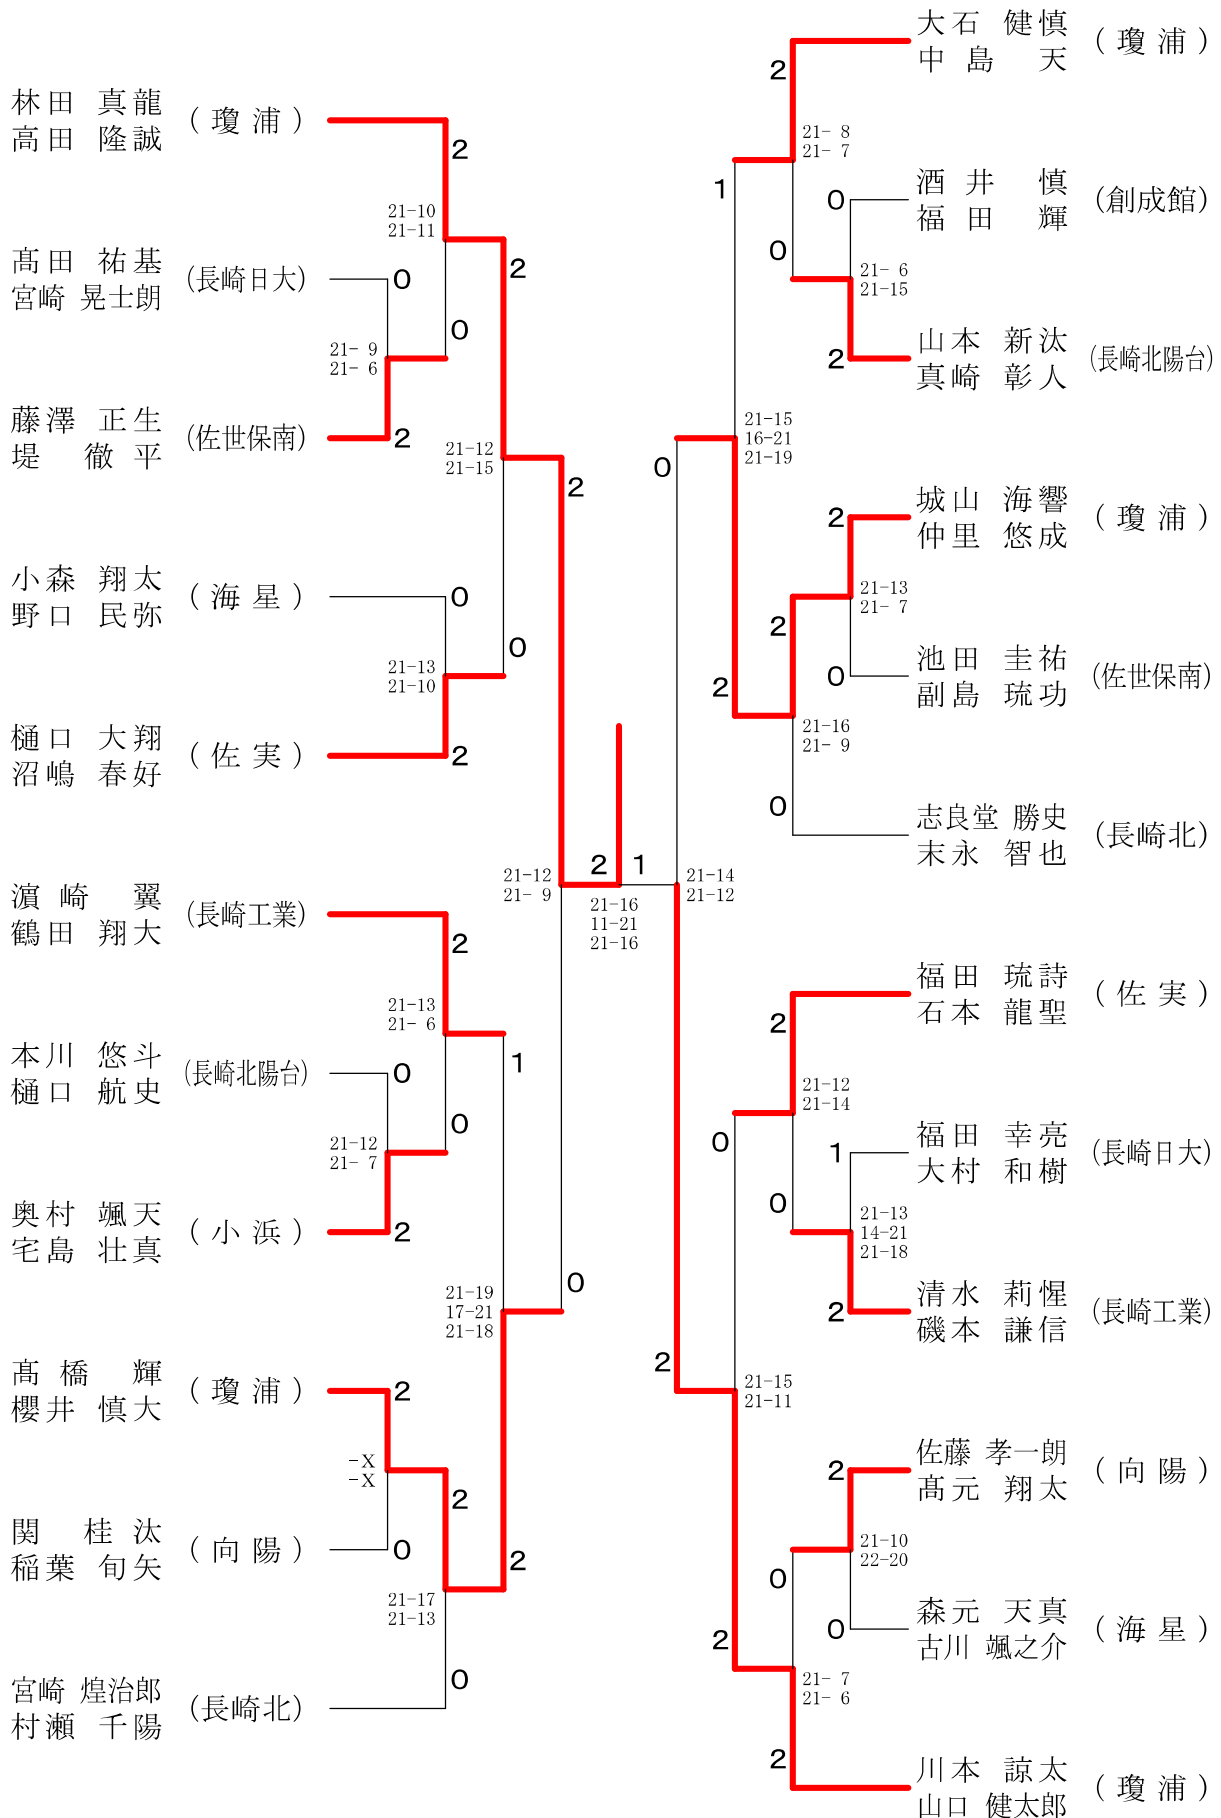 林田 真龍
高田 隆誠
(瓊浦)
2
21-10
21-11
2
髙田 祐基
宮崎 晃士朗
(長崎日大)
0
0
21- 9
21- 6
藤澤 正生
堤 徹平
(佐世保南)
2
21-12
21-15
2
小森 翔太
野口 民弥
(海星)
0
0
21-13
21-10
樋口 大翔
沼嶋 春好
(佐実)
2
21-12
21- 9
濵崎 翼
鶴田 翔大
(長崎工業)
2
21-13
21- 6
1
本川 悠斗
樋口 航史
(長崎北陽台)
0
0
21-12
21- 7
奥村 颯天
宅島 壮真
(小浜)
2
0
21-19
17-21
21-18
髙橋 輝
櫻井 慎大
(瓊浦)
2
-X
-X
2
関 桂汰
稲葉 旬矢
(向陽)
0
2
21-17
21-13
宮崎 煌治郎
村瀬 千陽
(長崎北)
0
2 1
21-16
11-21
21-16
大石 健慎
中島 天
(瓊浦)
2
21- 8
21- 7
1
酒井 慎
福田 輝
(創成館)
0
0
21- 6
21-15
山本 新汰
真崎 彰人
(長崎北陽台)
2
21-15
16-21
21-19
0
城山 海響
仲里 悠成
(瓊浦)
2
21-13
21- 7
2
池田 圭祐
副島 琉功
(佐世保南)
0
2
21-16
21- 9
志良堂 勝史
末永 智也
(長崎北)
0
21-14
21-12
福田 琉詩
石本 龍聖
(佐実)
2
21-12
21-14
0
福田 幸亮
大村 和樹
(長崎日大)
1
0
21-13
14-21
21-18
清水 莉惺
磯本 謙信
(長崎工業)
2
2
21-15
21-11
佐藤 孝一朗
髙元 翔太
(向陽)
2
21-10
22-20
0
森元 天真
古川 颯之介
(海星)
0
2
21- 7
21- 6
川本 諒太
山口 健太郎
(瓊浦)
2